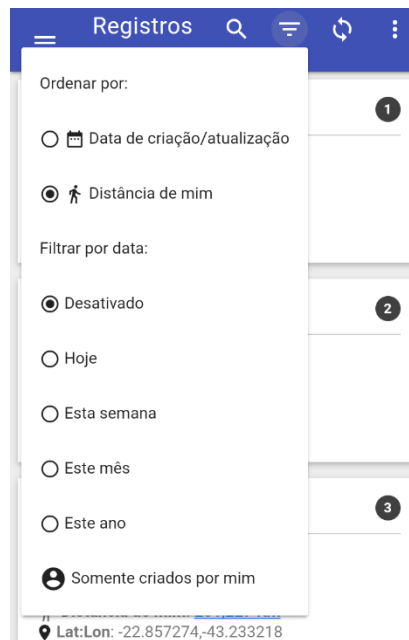 Registros
Ordenar por:
1
Data de criação/atualização
Distância de mim
Filtrar por data:
Desativado
2
Hoje
Esta semana
Este mês
3
Este ano
Somente criados por mim
Lat:Lon: -22.857274,-43.233218